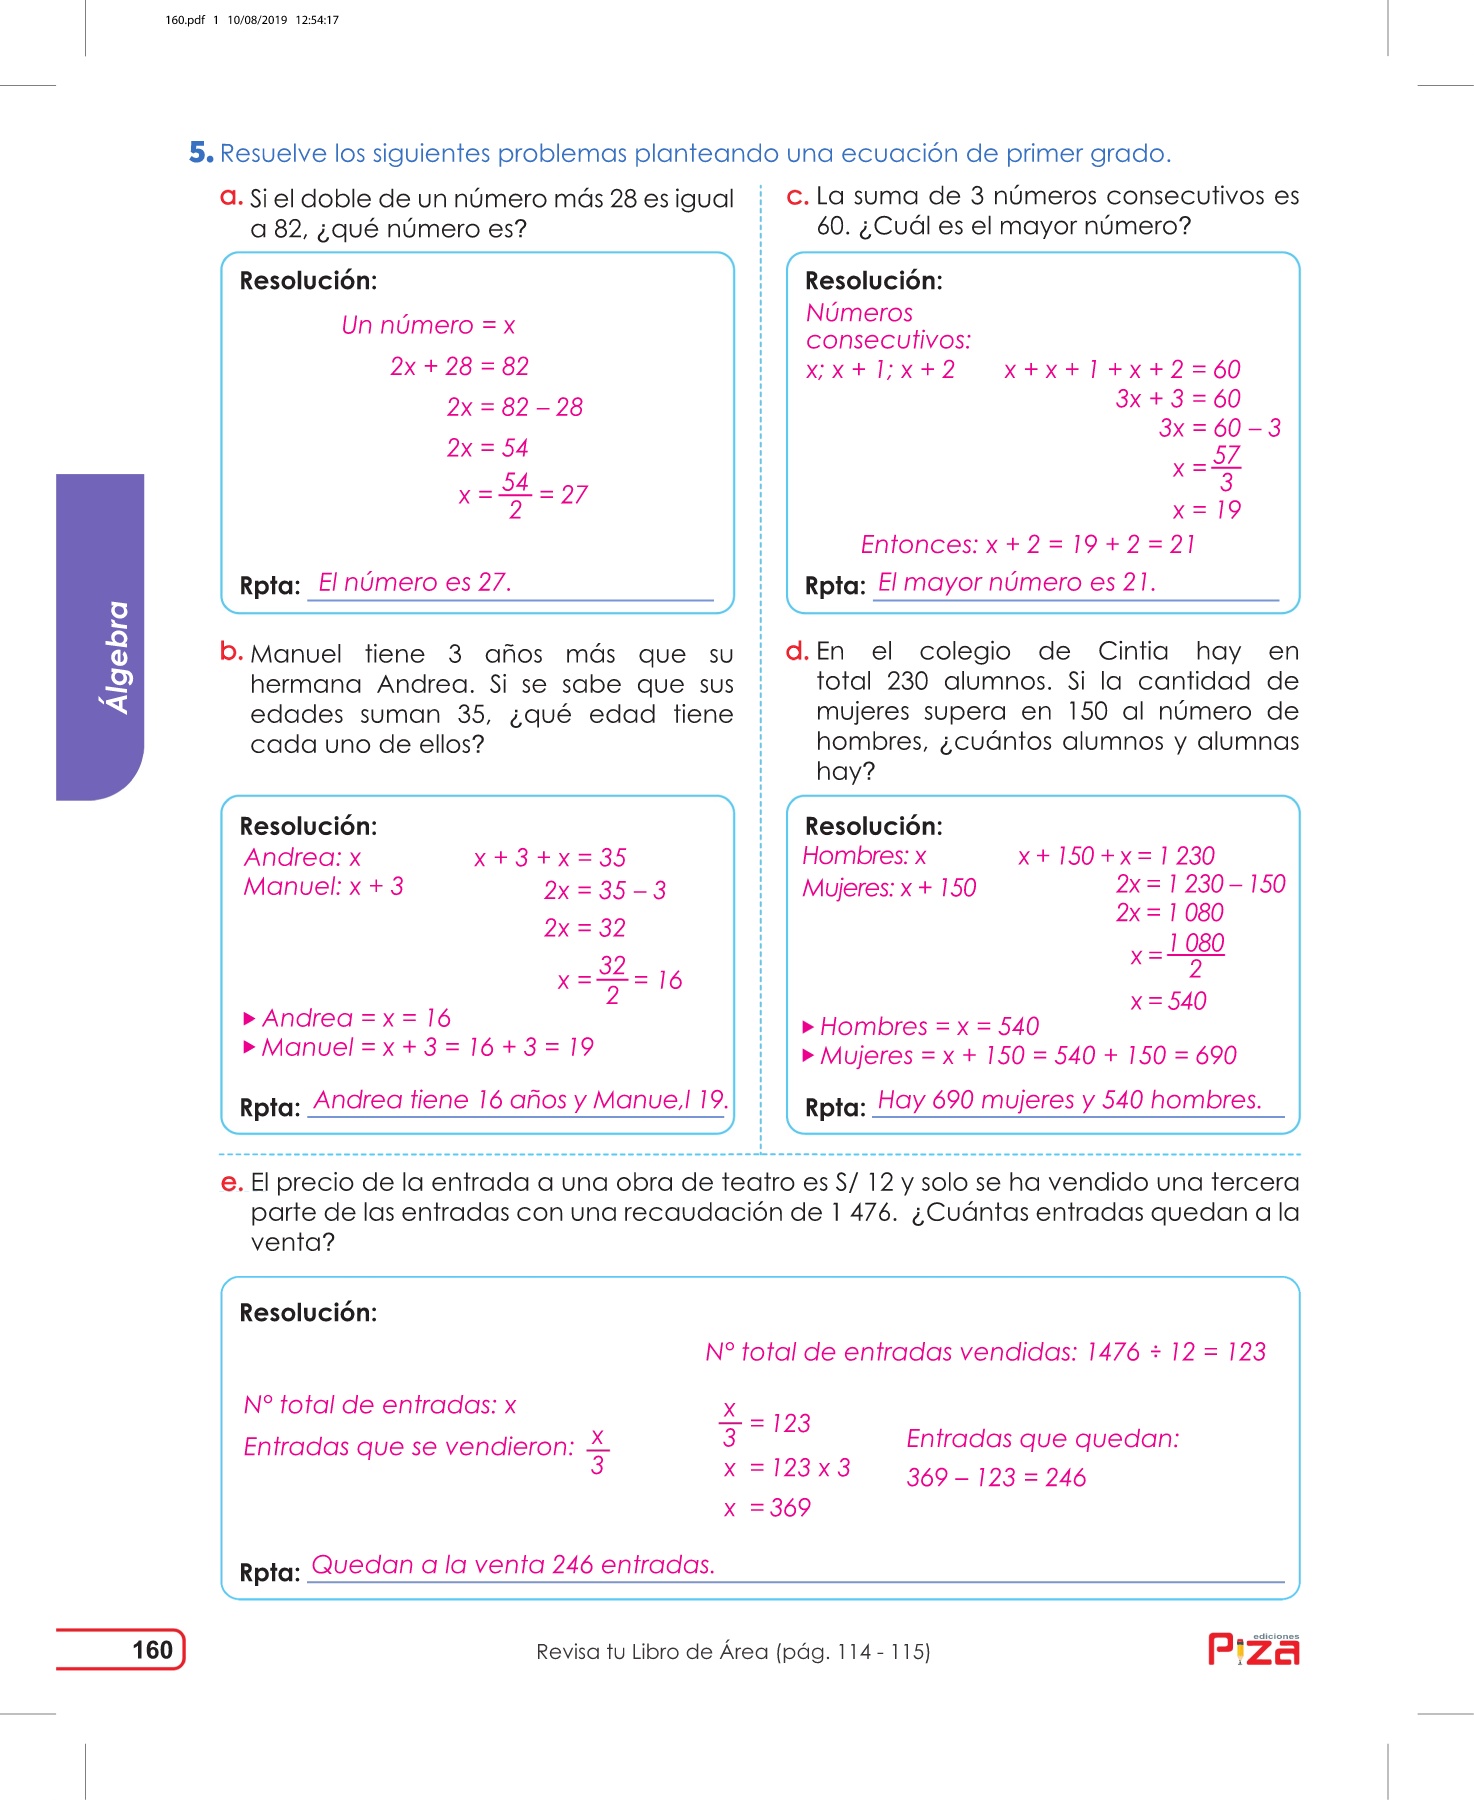 160.pdf 1 10/08/2019 12:54:17
5. Resuelve los siguientes problemas planteando una ecuación de primer grado.
a. Si el doble de un número más 28 es igual
a 82, ¿qué número es?
Resolución:
Un número = x
2x + 28 = 82
2x = 82 – 28
2x = 54
x = 54/2 = 27
Rpta: El número es 27.
b. Manuel tiene 3 años más que su
hermana Andrea. Si se sabe que sus
edades suman 35, ¿qué edad tiene
cada uno de ellos?
Resolución:
Andrea: x x + 3 + x = 35
Manuel: x + 3 2x = 35 – 3
2x = 32
x = 32/2 = 16
Andrea = x = 16
Manuel = x + 3 = 16 + 3 = 19
Rpta: Andrea tiene 16 años y Manue,l 19.
c. La suma de 3 números consecutivos es
60. ¿Cuál es el mayor número?
Resolución:
Números
consecutivos:
x; x + 1; x + 2 x + x + 1 + x + 2 = 60
3x + 3 = 60
3x = 60 – 3
x = 57/3
x = 19
Entonces: x + 2 = 19 + 2 = 21
Rpta: El mayor número es 21.
d. En el colegio de Cintia hay en
total 230 alumnos. Si la cantidad de
mujeres supera en 150 al número de
hombres, ¿cuántos alumnos y alumnas
hay?
Resolución:
Hombres: x x + 150 + x = 1 230
Mujeres: x + 150 2x = 1 230 – 150
2x = 1 080
x = 1 080/2
x = 540
Hombres = x = 540
Mujeres = x + 150 = 540 + 150 = 690
Rpta: Hay 690 mujeres y 540 hombres.
e. El precio de la entrada a una obra de teatro es S/ 12 y solo se ha vendido una tercera
parte de las entradas con una recaudación de 1 476. ¿Cuántas entradas quedan a la
venta?
Resolución:
N° total de entradas vendidas: 1476 ÷ 12 = 123
N° total de entradas: x
Entradas que se vendieron: x/3
x/3 = 123
x = 123 x 3
x = 369
Entradas que quedan:
369 – 123 = 246
Rpta: Quedan a la venta 246 entradas.
Álgebra
160
Revisa tu Libro de Área (pág. 114 - 115)
ediciones
Piza